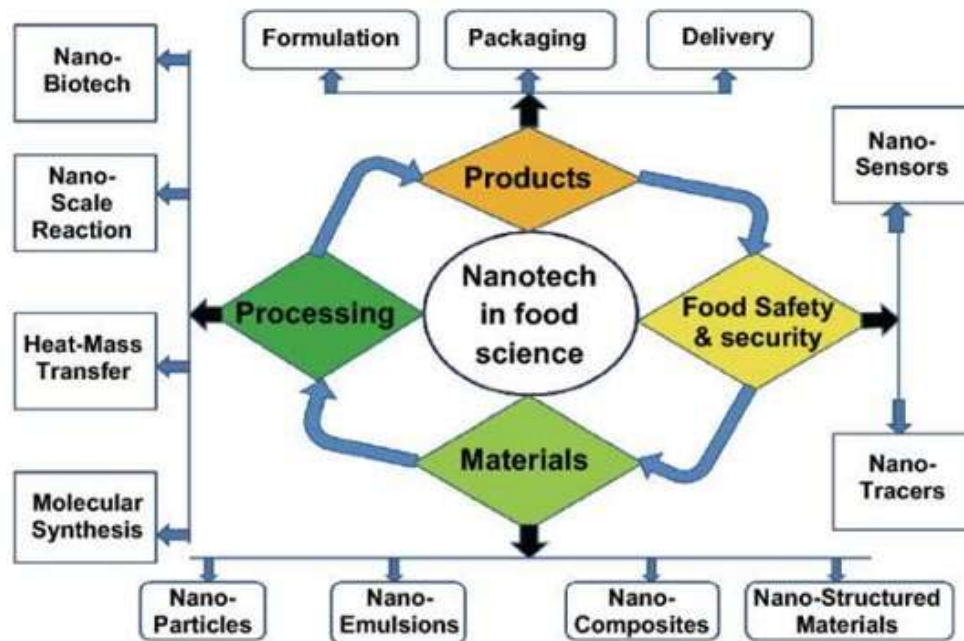 Formulation
Packaging
Delivery
Nano-
Biotech
Nano-
Scale
Reaction
Heat-Mass
Transfer
Molecular
Synthesis
Products
Processing
Nanotech
in food
science
Food Safety
& security
Materials
Nano-
Sensors
Nano-
Tracers
Nano-
Particles
Nano-
Emulsions
Nano-
Composites
Nano-Structured
Materials